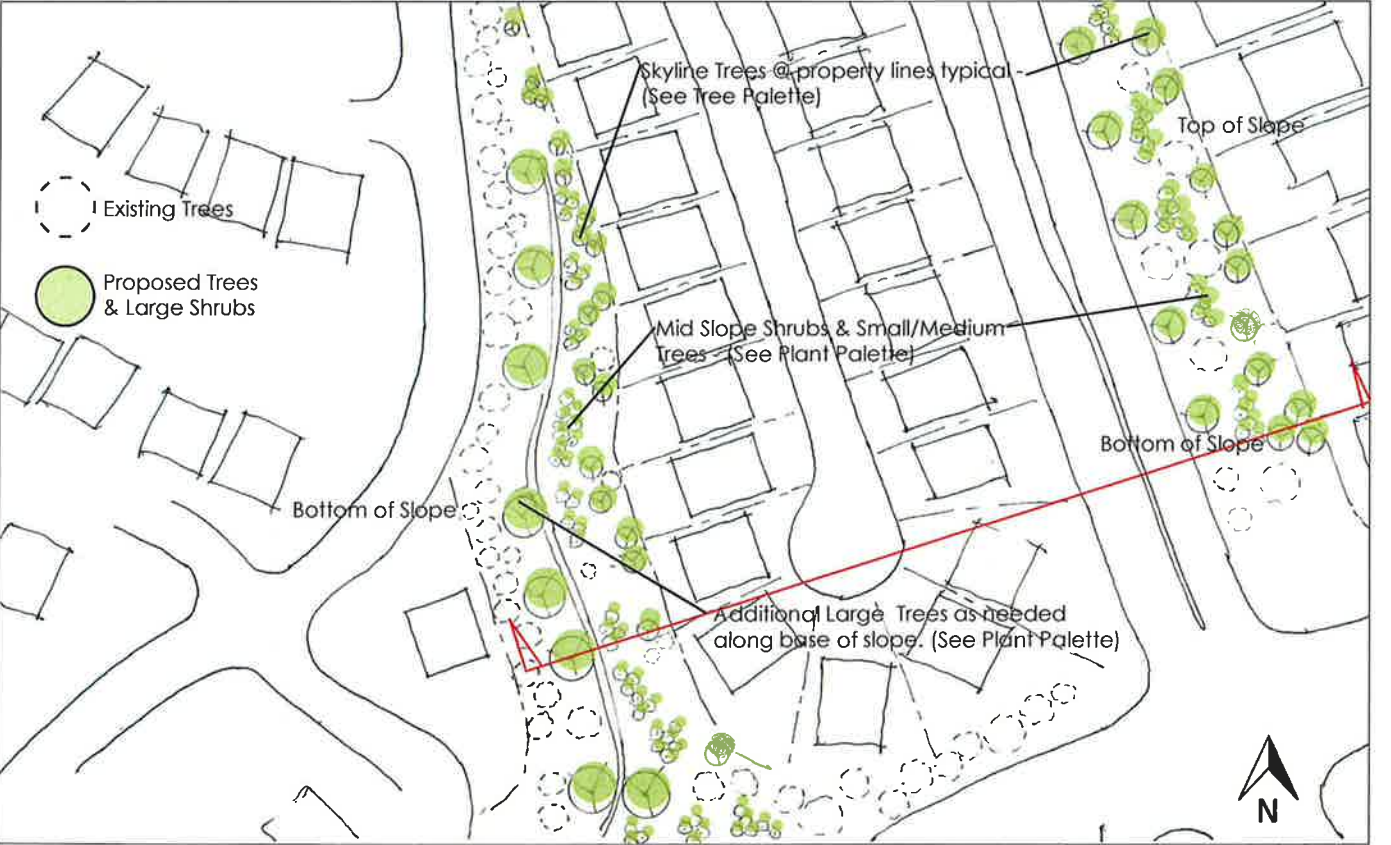 Skyline Trees @ property lines typical
(See Tree Palette)
Top of Slope
Existing Trees
Proposed Trees
& Large Shrubs
Mid Slope Shrubs & Small/Medium
Trees - (See Plant Palette)
Bottom of Slope
Bottom of Slope
Additional Large Trees as needed
along base of slope. (See Plant Palette)
N